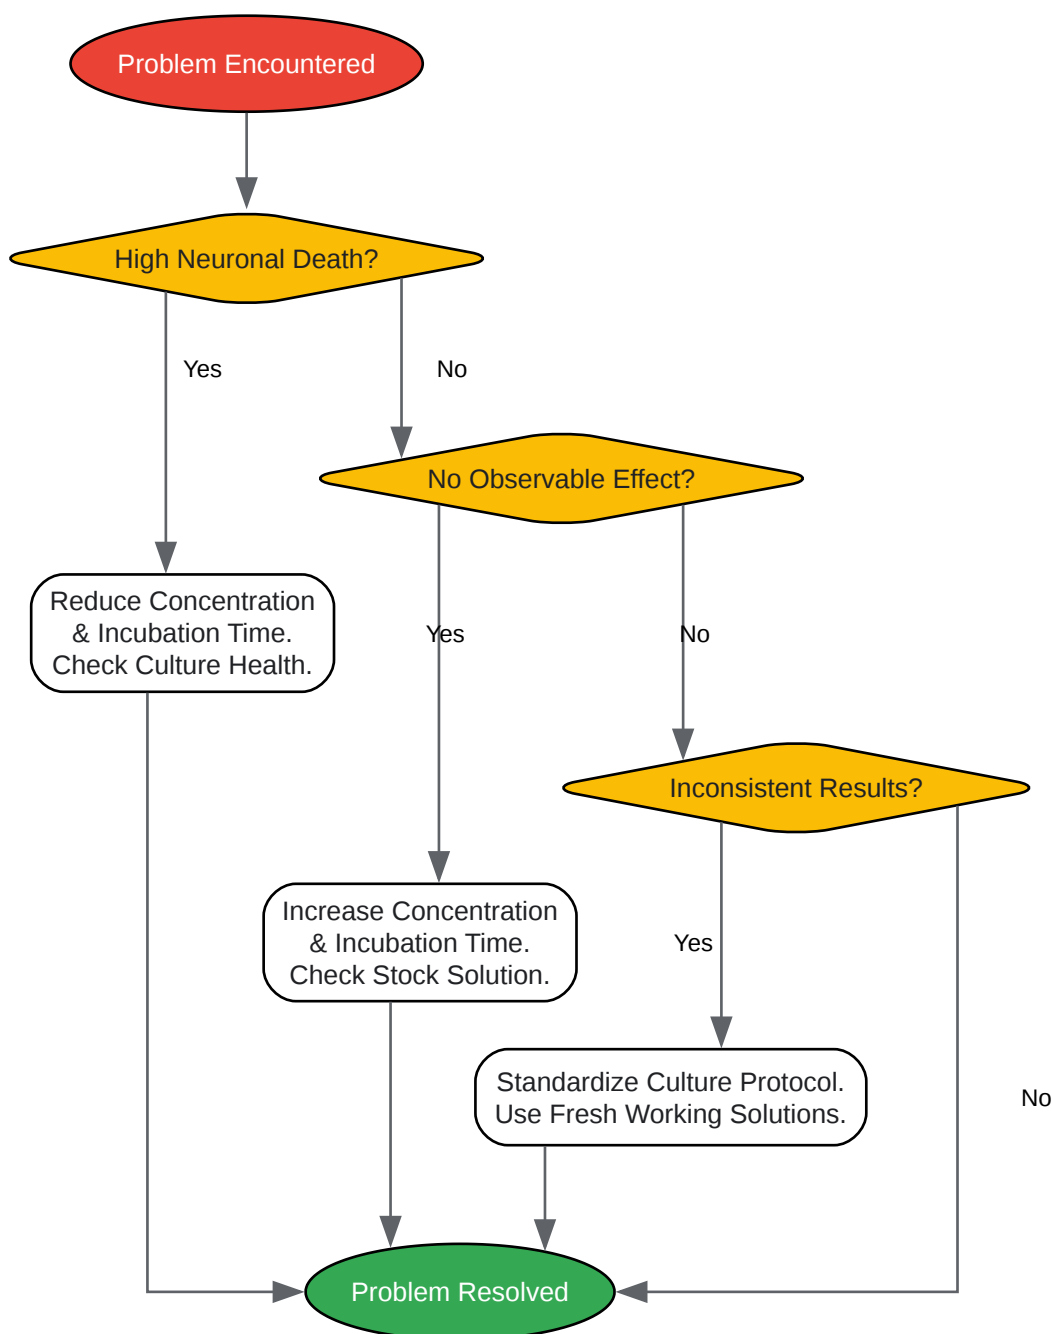 Problem Encountered
High Neuronal Death?
Yes
No
No Observable Effect?
Reduce Concentration
& Incubation Time.
Check Culture Health.
Yes
No
Inconsistent Results?
Increase Concentration
& Incubation Time.
Check Stock Solution.
Yes
Standardize Culture Protocol.
Use Fresh Working Solutions.
No
Problem Resolved